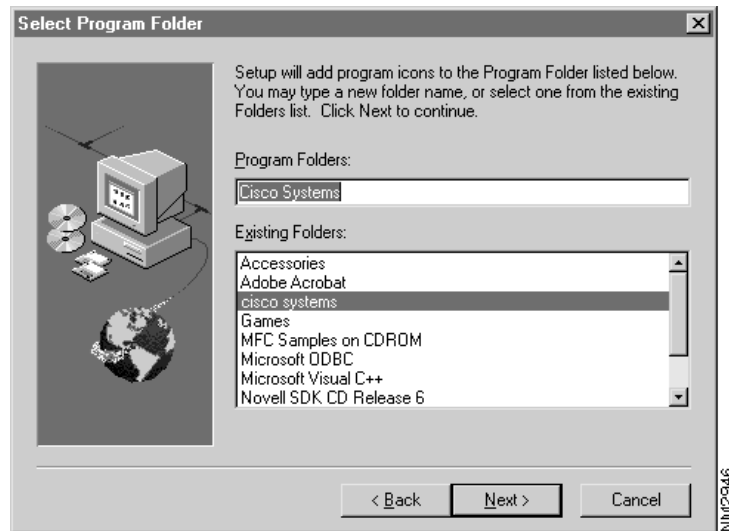 Select Program Folder
Setup will add program icons to the Program Folder listed below.
You may type a new folder name, or select one from the existing
Folders list. Click Next to continue.
Program Folders:
Cisco Systems
Existing Folders:
Accessories
Adobe Acrobat
cisco systems
Games
MFC Samples on CDROM
Microsoft ODBC
Microsoft Visual C++
Novell SDK CD Release 6
< Back
Next >
Cancel
NM2946